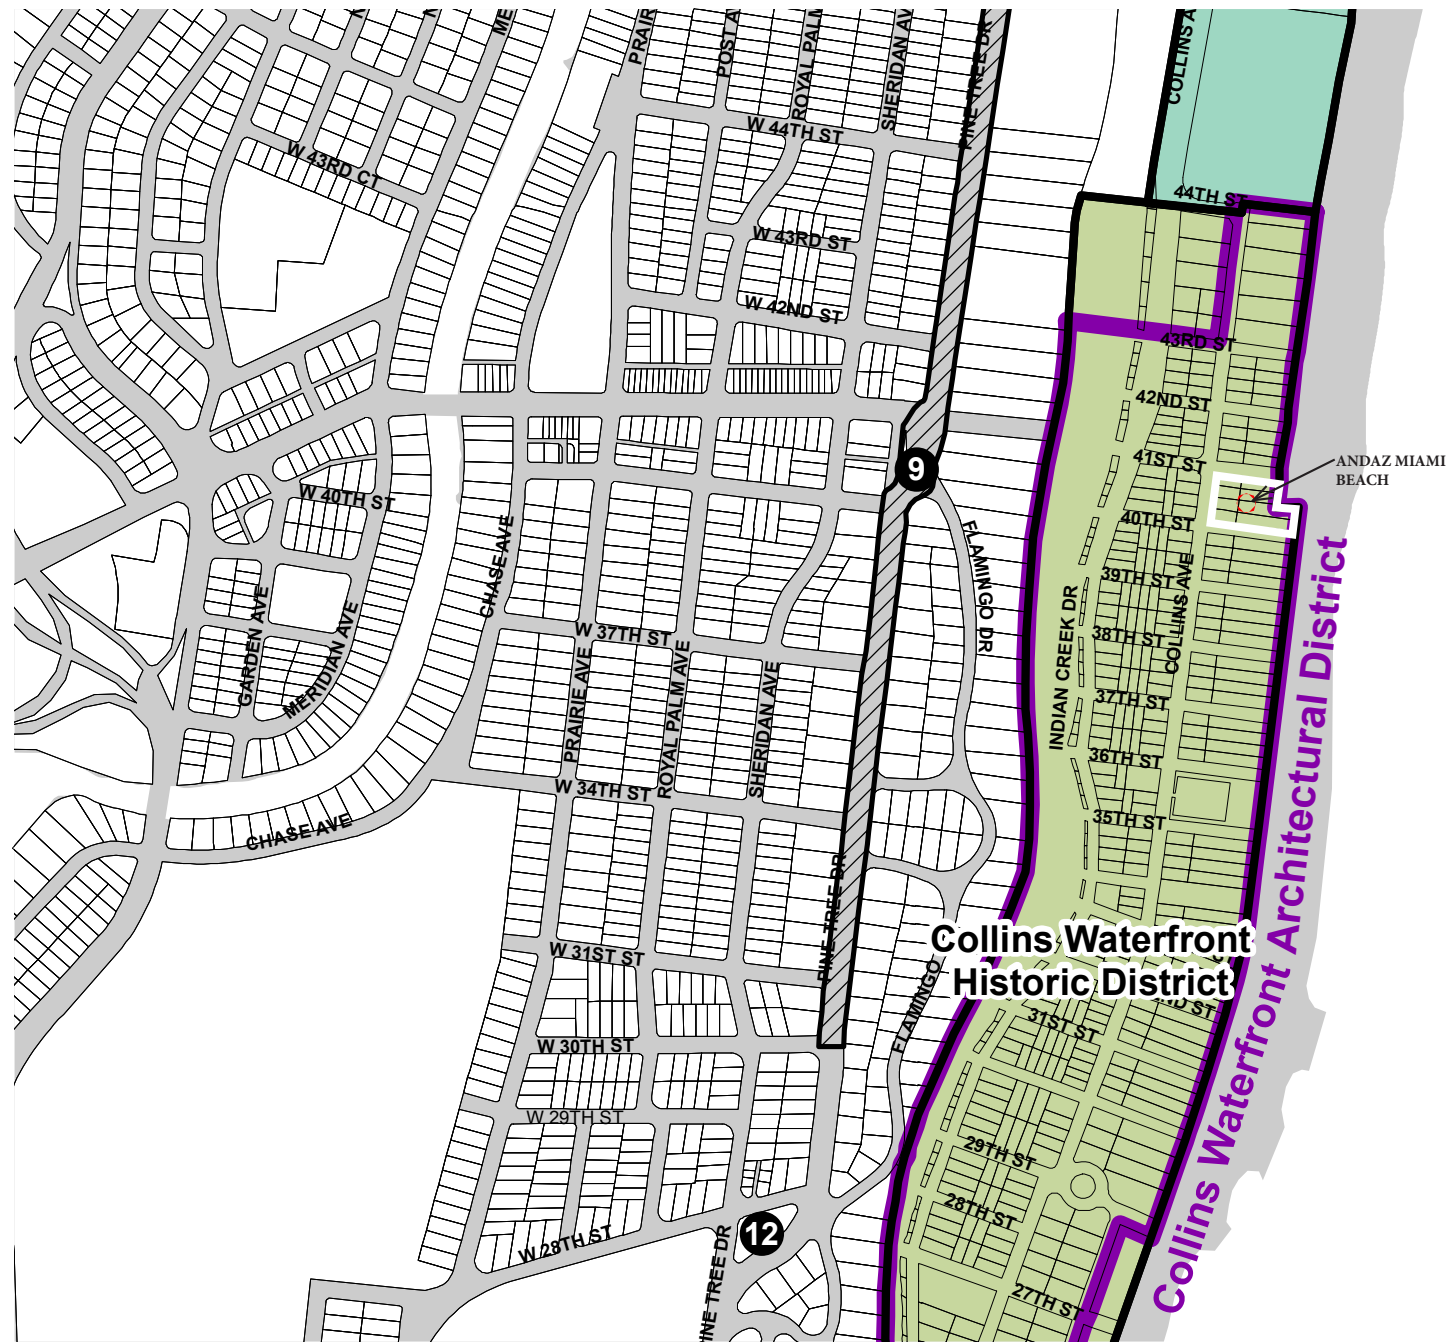 PRAIR
POST AV
ROYAL PALM
SHERIDAN AV
PINE TREE DR
COLLINS A
W 44TH ST
W 43RD CT
44TH ST
W 43RD ST
W 42ND ST
43RD ST
42ND ST
41ST ST
ANDAZ MIAMI
BEACH
9
W 40TH ST
40TH ST
CHASE AVE
FLAMINGO DR
39TH ST
COLLINS AVE
INDIAN CREEK DR
GARDEN AVE
MERIDIAN AVE
W 37TH ST
38TH ST
PRAIRIE AVE
ROYAL PALM AVE
SHERIDAN AVE
37TH ST
36TH ST
W 34TH ST
35TH ST
CHASE AVE
PINE TREE DR
Collins Waterfront
Historic District
Collins Waterfront Architectural District
W 31ST ST
FLAMINGO
ND ST
31ST ST
W 30TH ST
W 29TH ST
29TH ST
28TH ST
12
W 28TH ST
INE TREE DR
27TH ST